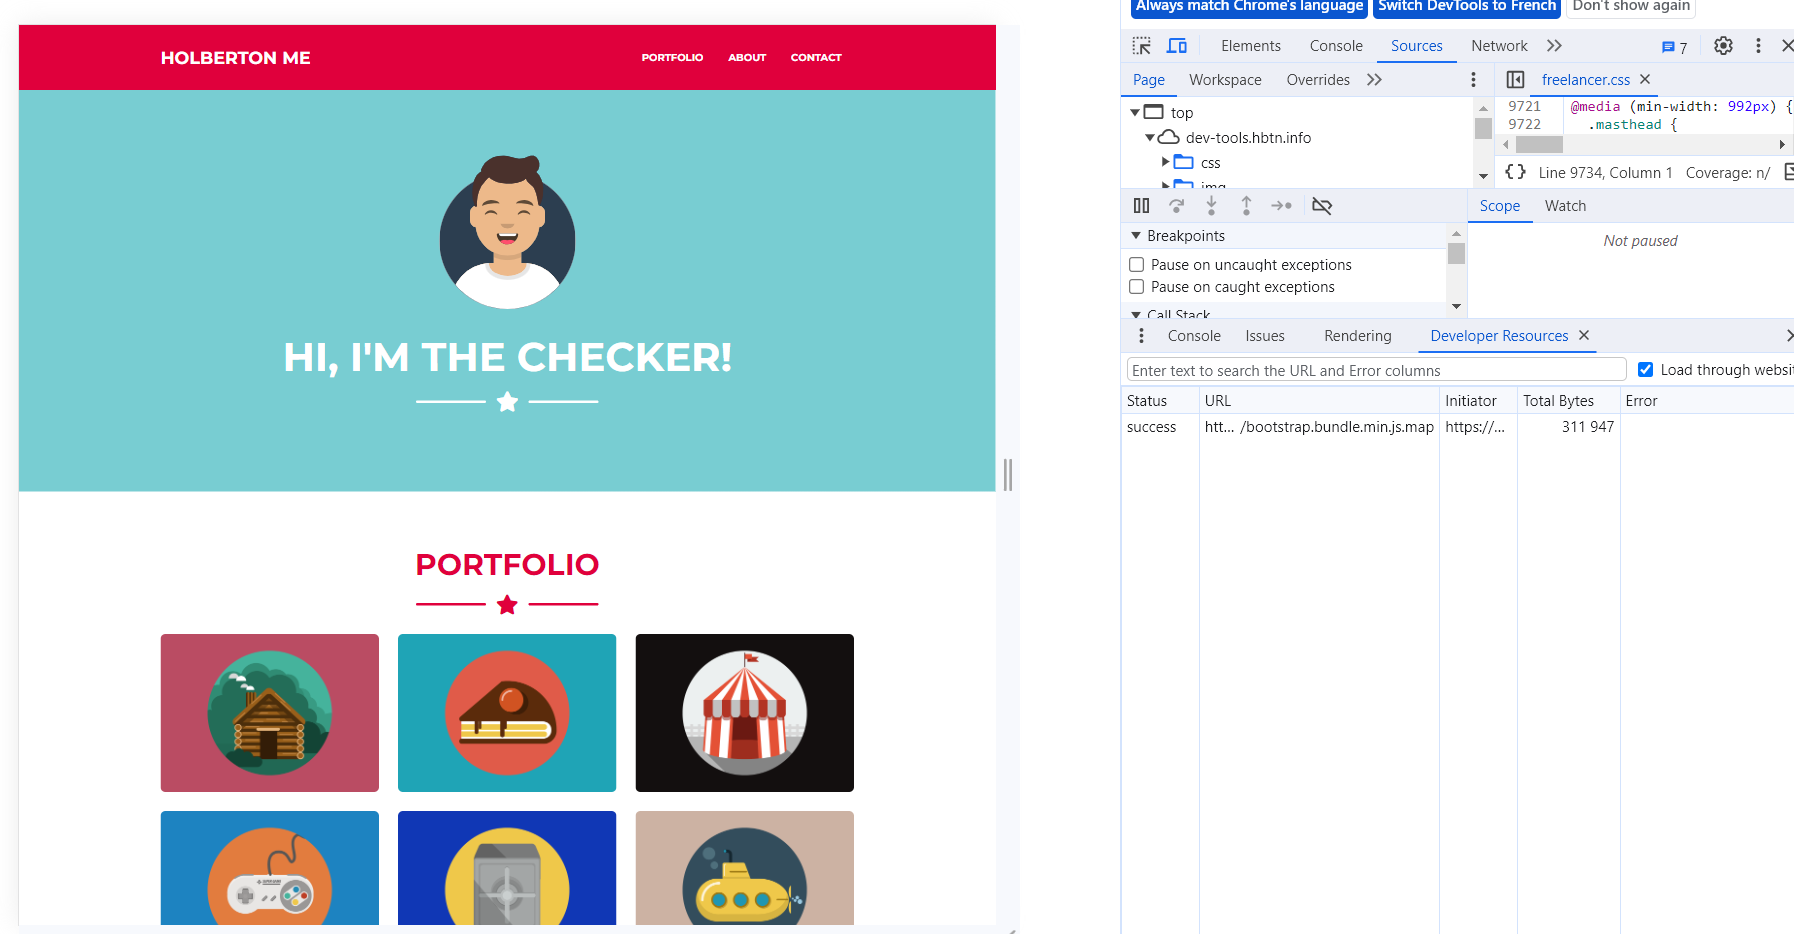 HOLBERTON ME
PORTFOLIO ABOUT CONTACT
HI, I'M THE CHECKER!
PORTFOLIO
Always match Chrome's language Switch DevTools to French Don't show again
Elements Console Sources Network 7
Page Workspace Overrides
freelancer.css
top
dev-tools.hbtn.info
css
img
9721 @media (min-width: 992px) {
9722 .masthead {
{ } Line 9734, Column 1 Coverage: n/
Breakpoints
Pause on uncaught exceptions
Pause on caught exceptions
Call Stack
Scope Watch
Not paused
Console Issues Rendering Developer Resources
Enter text to search the URL and Error columns Load through websit
Status URL Initiator Total Bytes Error
success htt… /bootstrap.bundle.min.js.map https://… 311 947